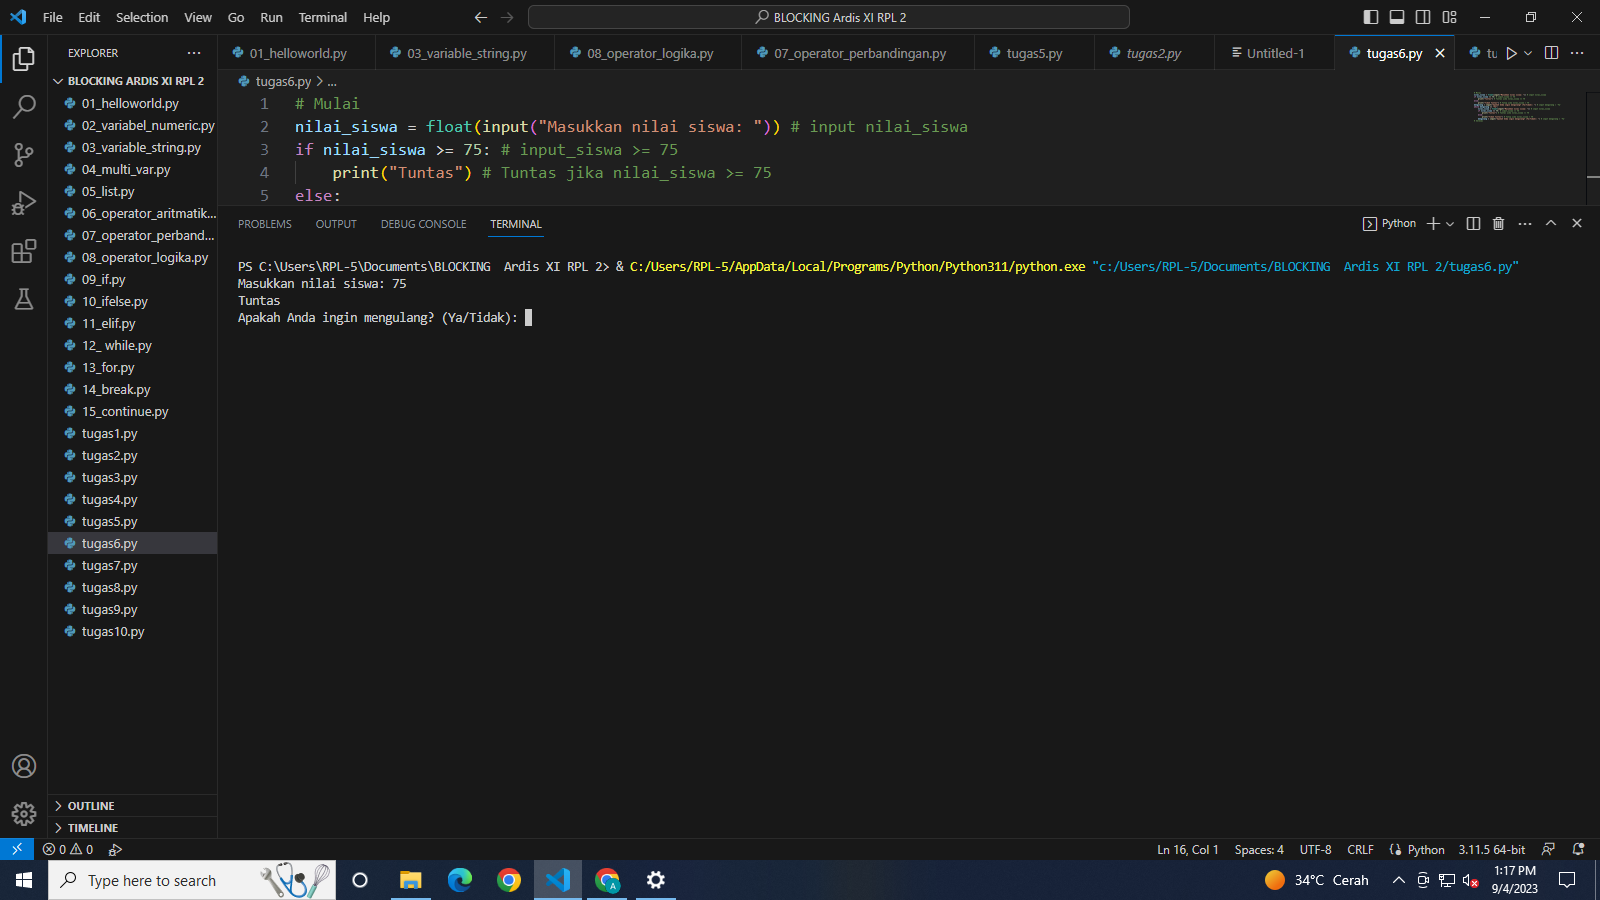 File Edit Selection View Go Run Terminal Help
BLOCKING Ardis XI RPL 2
EXPLORER
01_helloworld.py 03_variable_string.py 08_operator_logika.py 07_operator_perbandingan.py tugas5.py tugas2.py Untitled-1 tugas6.py tu
BLOCKING ARDIS XI RPL 2
01_helloworld.py
02_variabel_numeric.py
03_variable_string.py
04_multi_var.py
05_list.py
06_operator_aritmatik...
07_operator_perband...
08_operator_logika.py
09_if.py
10_ifelse.py
11_elif.py
12_ while.py
13_for.py
14_break.py
15_continue.py
tugas1.py
tugas2.py
tugas3.py
tugas4.py
tugas5.py
tugas6.py
tugas7.py
tugas8.py
tugas9.py
tugas10.py
OUTLINE
TIMELINE
tugas6.py > ...
1 # Mulai
2 nilai_siswa = float(input("Masukkan nilai siswa: ")) # input nilai_siswa
3 if nilai_siswa >= 75: # input_siswa >= 75
4 print("Tuntas") # Tuntas jika nilai_siswa >= 75
5 else:
PROBLEMS OUTPUT DEBUG CONSOLE TERMINAL
Python
PS C:\Users\RPL-5\Documents\BLOCKING  Ardis XI RPL 2> & C:/Users/RPL-5/AppData/Local/Programs/Python/Python311/python.exe "c:/Users/RPL-5/Documents/BLOCKING  Ardis XI RPL 2/tugas6.py"
Masukkan nilai siswa: 75
Tuntas
Apakah Anda ingin mengulang? (Ya/Tidak):
0 0
Ln 16, Col 1 Spaces: 4 UTF-8 CRLF Python 3.11.5 64-bit
Type here to search
A
34°C Cerah
1:17 PM
9/4/2023